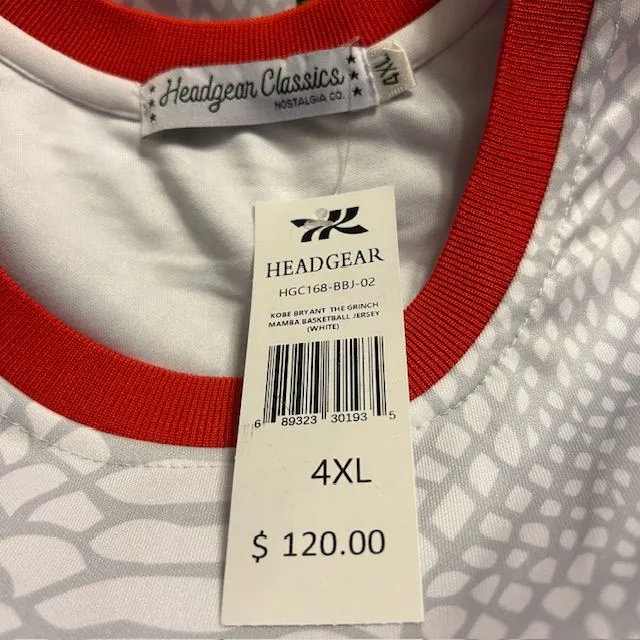 Headgear Classics
NOSTALGIA CO.
4XL
HEADGEAR
HGC168-BBJ-02
KOBE BRYANT THE GRINCH
MAMBA BASKETBALL JERSEY
(WHITE)
6 89323 30193 5
4XL
$ 120.00